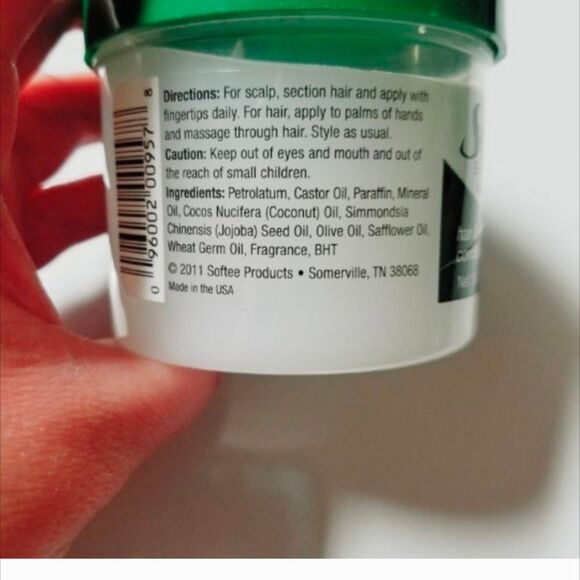 Directions: For scalp, section hair and apply with
fingertips daily. For hair, apply to palms of hands
and massage through hair. Style as usual.
Caution: Keep out of eyes and mouth and out of
the reach of small children.
Ingredients: Petrolatum, Castor Oil, Paraffin, Mineral
Oil, Cocos Nucifera (Coconut) Oil, Simmondsia
Chinensis (Jojoba) Seed Oil, Olive Oil, Safflower Oil,
Wheat Germ Oil, Fragrance, BHT
© 2011 Softee Products • Somerville, TN 38068
Made in the USA
0 96002 00957 8